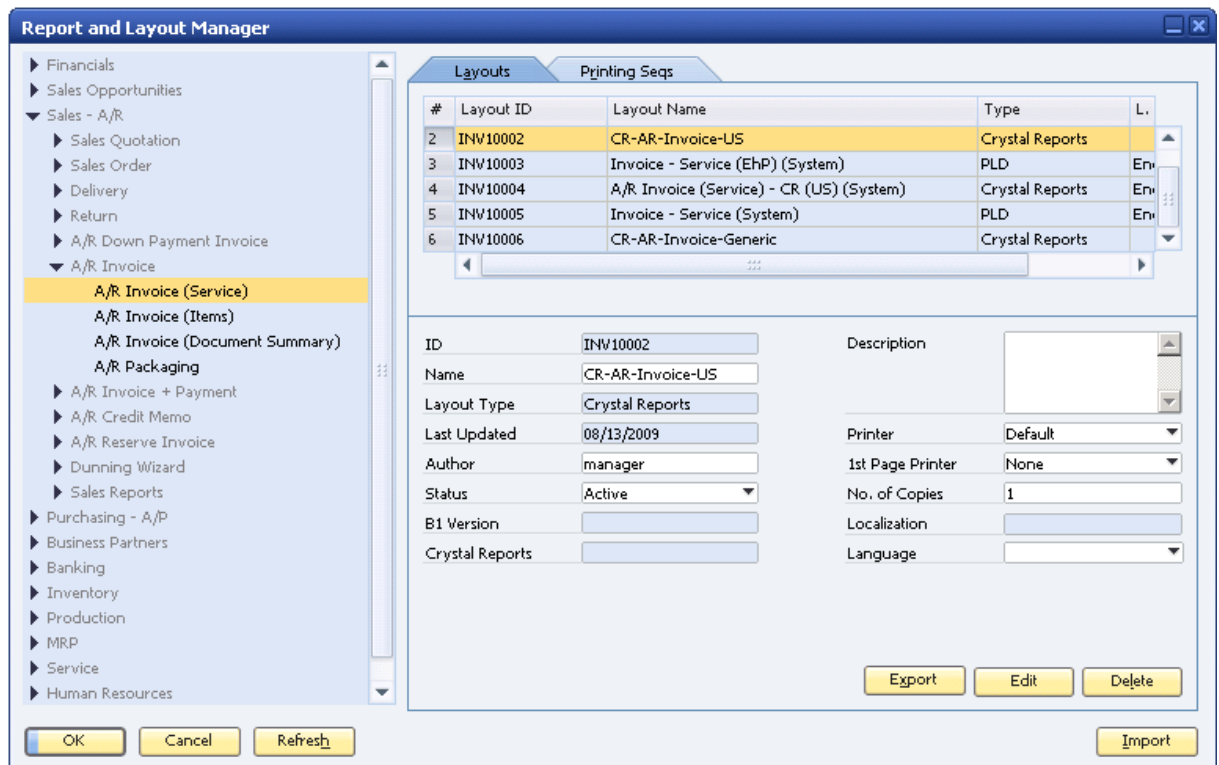 Report and Layout Manager
Financials
Sales Opportunities
Sales - A/R
Sales Quotation
Sales Order
Delivery
Return
A/R Down Payment Invoice
A/R Invoice
A/R Invoice (Service)
A/R Invoice (Items)
A/R Invoice (Document Summary)
A/R Packaging
A/R Invoice + Payment
A/R Credit Memo
A/R Reserve Invoice
Dunning Wizard
Sales Reports
Purchasing - A/P
Business Partners
Banking
Inventory
Production
MRP
Service
Human Resources
Layouts Printing Seqs
# Layout ID Layout Name Type L.
2 INV10002 CR-AR-Invoice-US Crystal Reports
3 INV10003 Invoice - Service (EhP) (System) PLD En
4 INV10004 A/R Invoice (Service) - CR (US) (System) Crystal Reports En
5 INV10005 Invoice - Service (System) PLD En
6 INV10006 CR-AR-Invoice-Generic Crystal Reports
ID INV10002 Description
Name CR-AR-Invoice-US
Layout Type Crystal Reports
Last Updated 08/13/2009 Printer Default
Author manager 1st Page Printer None
Status Active No. of Copies 1
B1 Version Localization
Crystal Reports Language
Export Edit Delete
OK Cancel Refresh Import